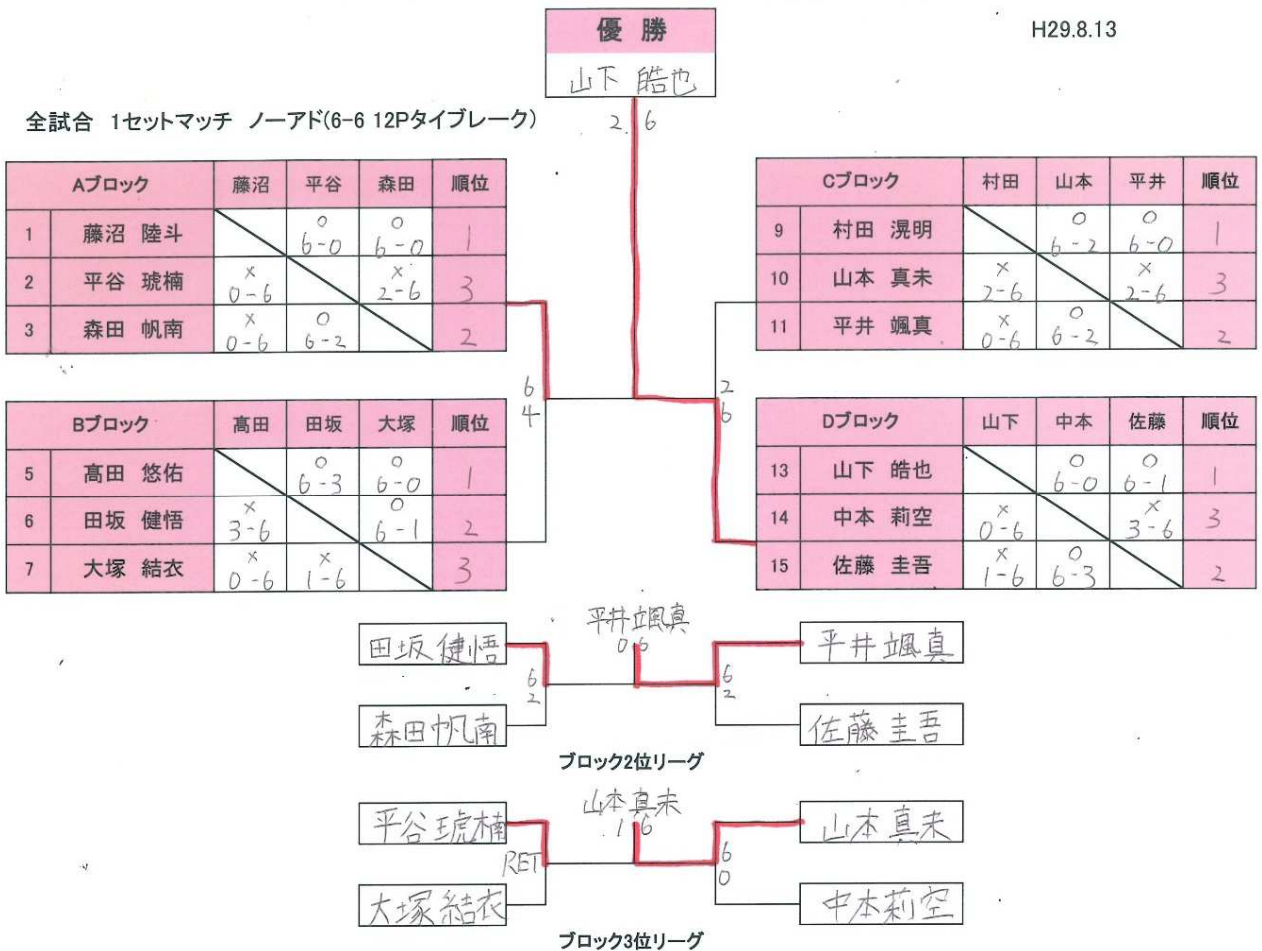 優 勝
H29.8.13
山下 皓也
全試合 1セットマッチ ノーアド(6-6 12Pタイブレーク)
2 6
Aブロック 藤沼 平谷 森田 順位
1 藤沼 陸斗 ○ 6-0 ○ 6-0 1
2 平谷 琥楠 × 0-6 × 2-6 3
3 森田 帆南 × 0-6 ○ 6-2 2
Cブロック 村田 山本 平井 順位
9 村田 滉明 ○ 6-2 ○ 6-0 1
10 山本 真未 × 2-6 × 2-6 3
11 平井 颯真 × 0-6 ○ 6-2 2
6
4
2
6
Bブロック 髙田 田坂 大塚 順位
5 髙田 悠佑 ○ 6-3 ○ 6-0 1
6 田坂 健悟 × 3-6 ○ 6-1 2
7 大塚 結衣 × 0-6 × 1-6 3
Dブロック 山下 中本 佐藤 順位
13 山下 皓也 ○ 6-0 ○ 6-1 1
14 中本 莉空 × 0-6 × 3-6 3
15 佐藤 圭吾 × 1-6 ○ 6-3 2
平井颯真
0 6
田坂健悟
平井颯真
6
2
6
2
森田帆南
佐藤圭吾
ブロック2位リーグ
山本真未
1 6
平谷琥楠
山本真未
RET
6
0
大塚結衣
中本莉空
ブロック3位リーグ